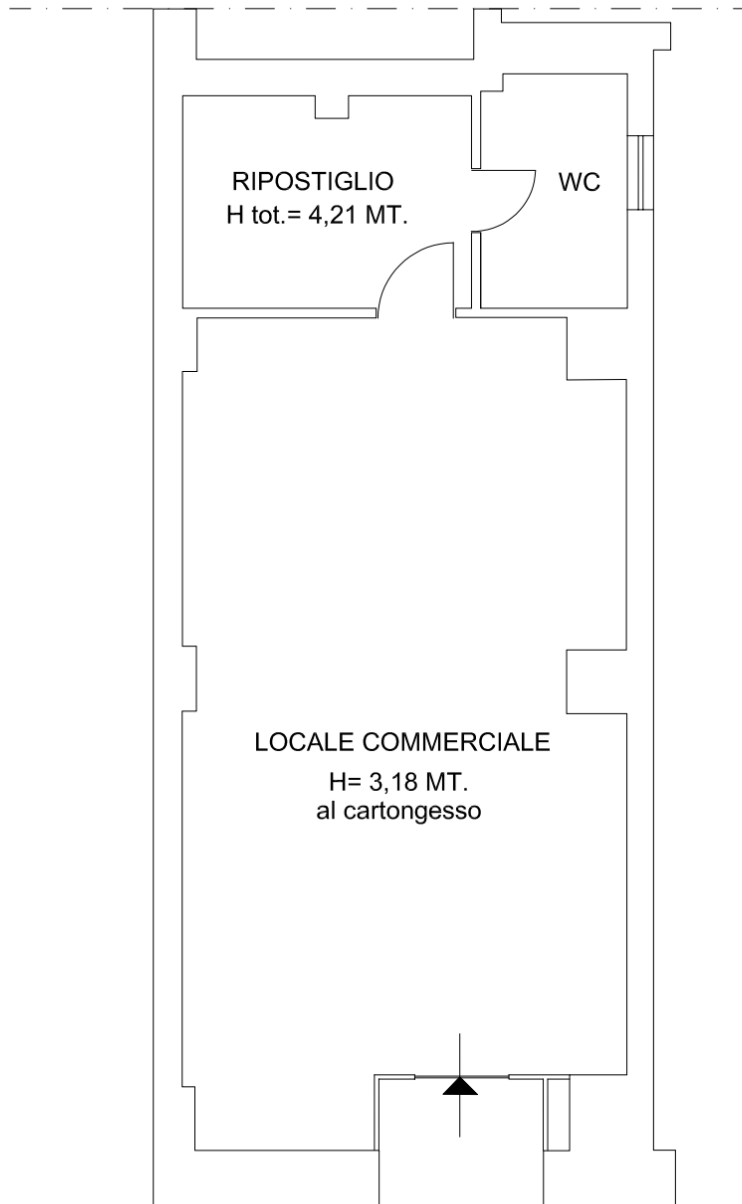 RIPOSTIGLIO
H tot.= 4,21 MT.
WC
LOCALE COMMERCIALE
H= 3,18 MT.
al cartongesso